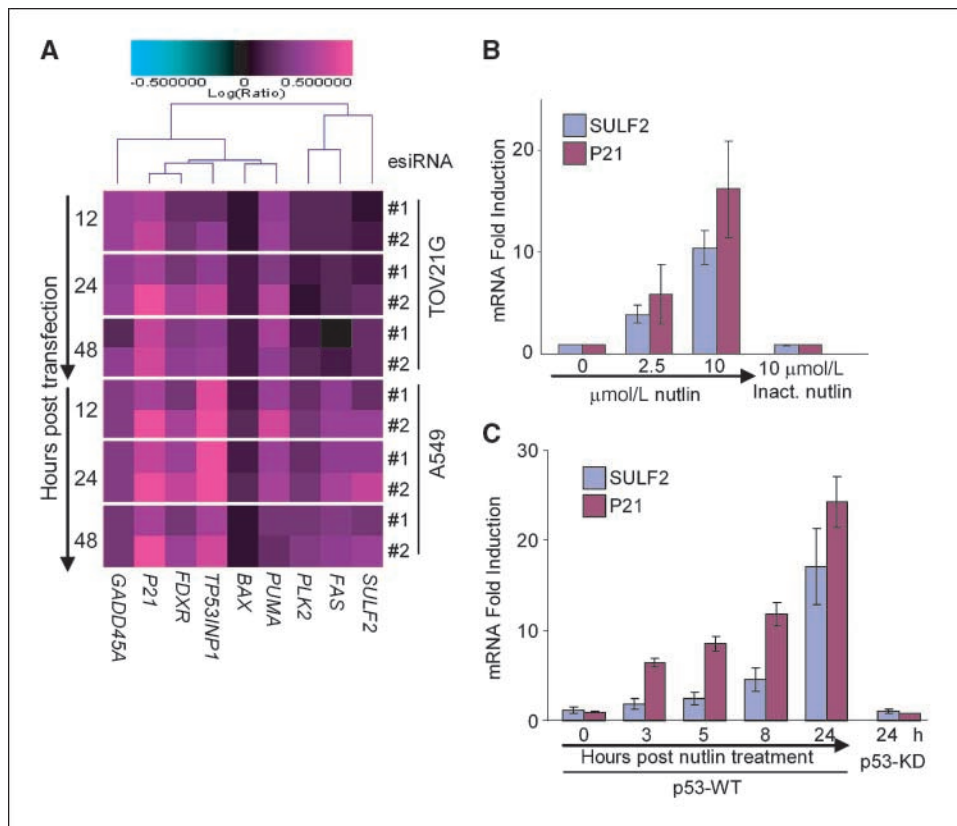 A
-0.500000 0 0.500000
Log(Ratio)
esiRNA
Hours post transfection
12
24
48
12
24
48
#1
#2
#1
#2
#1
#2
#1
#2
#1
#2
#1
#2
TOV21G
A549
GADD45A
P21
FDXR
TP53INP1
BAX
PUMA
PLK2
FAS
SULF2
B
SULF2
P21
mRNA Fold Induction
20
10
0
0 2.5 10 10 μmol/L
μmol/L nutlin Inact. nutlin
C
SULF2
P21
mRNA Fold Induction
30
20
10
0
0 3 5 8 24 24 h
Hours post nutlin treatment p53-KD
p53-WT